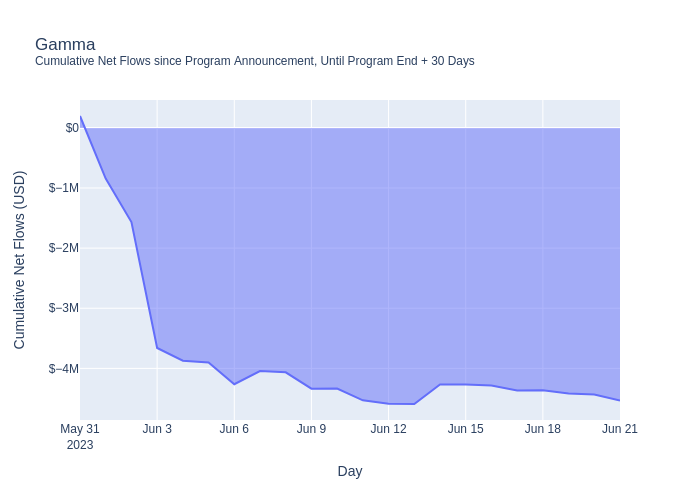 Gamma
Cumulative Net Flows since Program Announcement, Until Program End + 30 Days
Cumulative Net Flows (USD)
$0
$−1M
$−2M
$−3M
$−4M
May 31
2023
Jun 3
Jun 6
Jun 9
Jun 12
Jun 15
Jun 18
Jun 21
Day